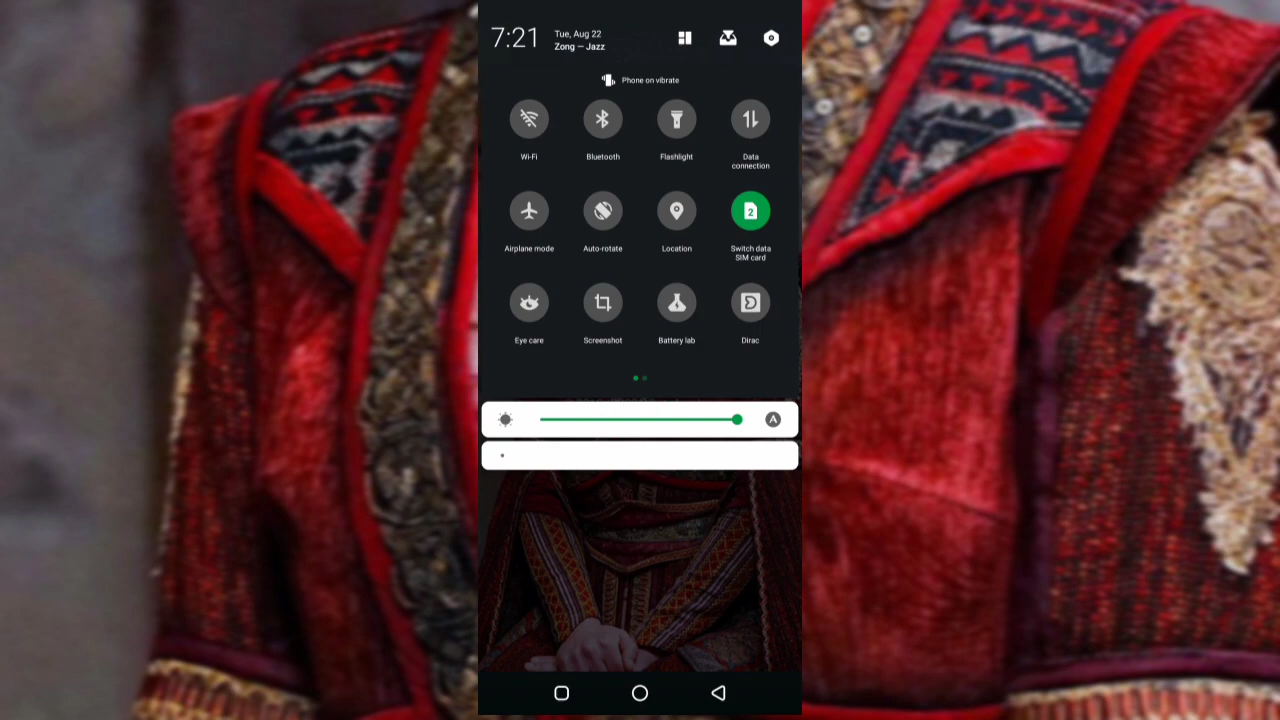 7:21
Tue, Aug 22
Zong — Jazz
Phone on vibrate
Wi-Fi
Bluetooth
Flashlight
Data
connection
Airplane mode
Auto-rotate
Location
2
Switch data
SIM card
Eye care
Screenshot
Battery lab
Dirac
A